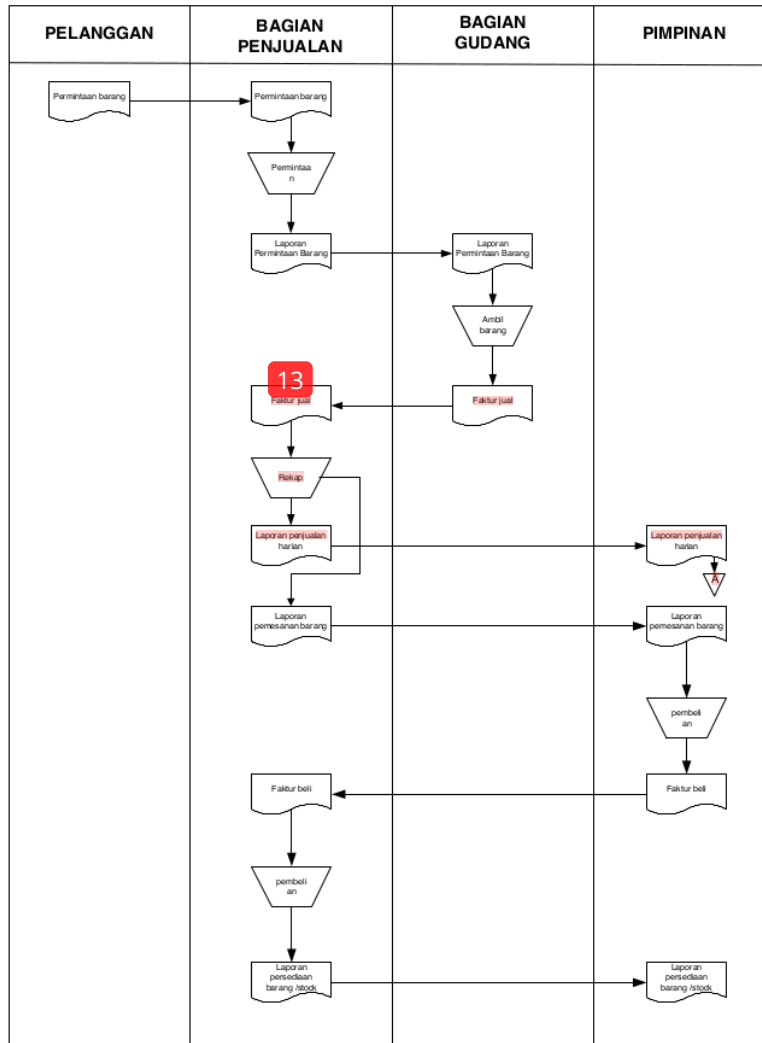 PELANGGAN
BAGIAN
PENJUALAN
BAGIAN
GUDANG
PIMPINAN
Permintaan barang
Permintaan barang
Permintaa
n
Laporan
Permintaan Barang
Laporan
Permintaan Barang
Ambil
barang
13
Faktur jual
Faktur jual
Rekap
Laporan penjualan
harian
Laporan penjualan
harian
A
Laporan
pemesanan barang
Laporan
pemesanan barang
pembeli
an
Faktur beli
Faktur beli
pembeli
an
Laporan
persediaan
barang /stock
Laporan
persediaan
barang /stock